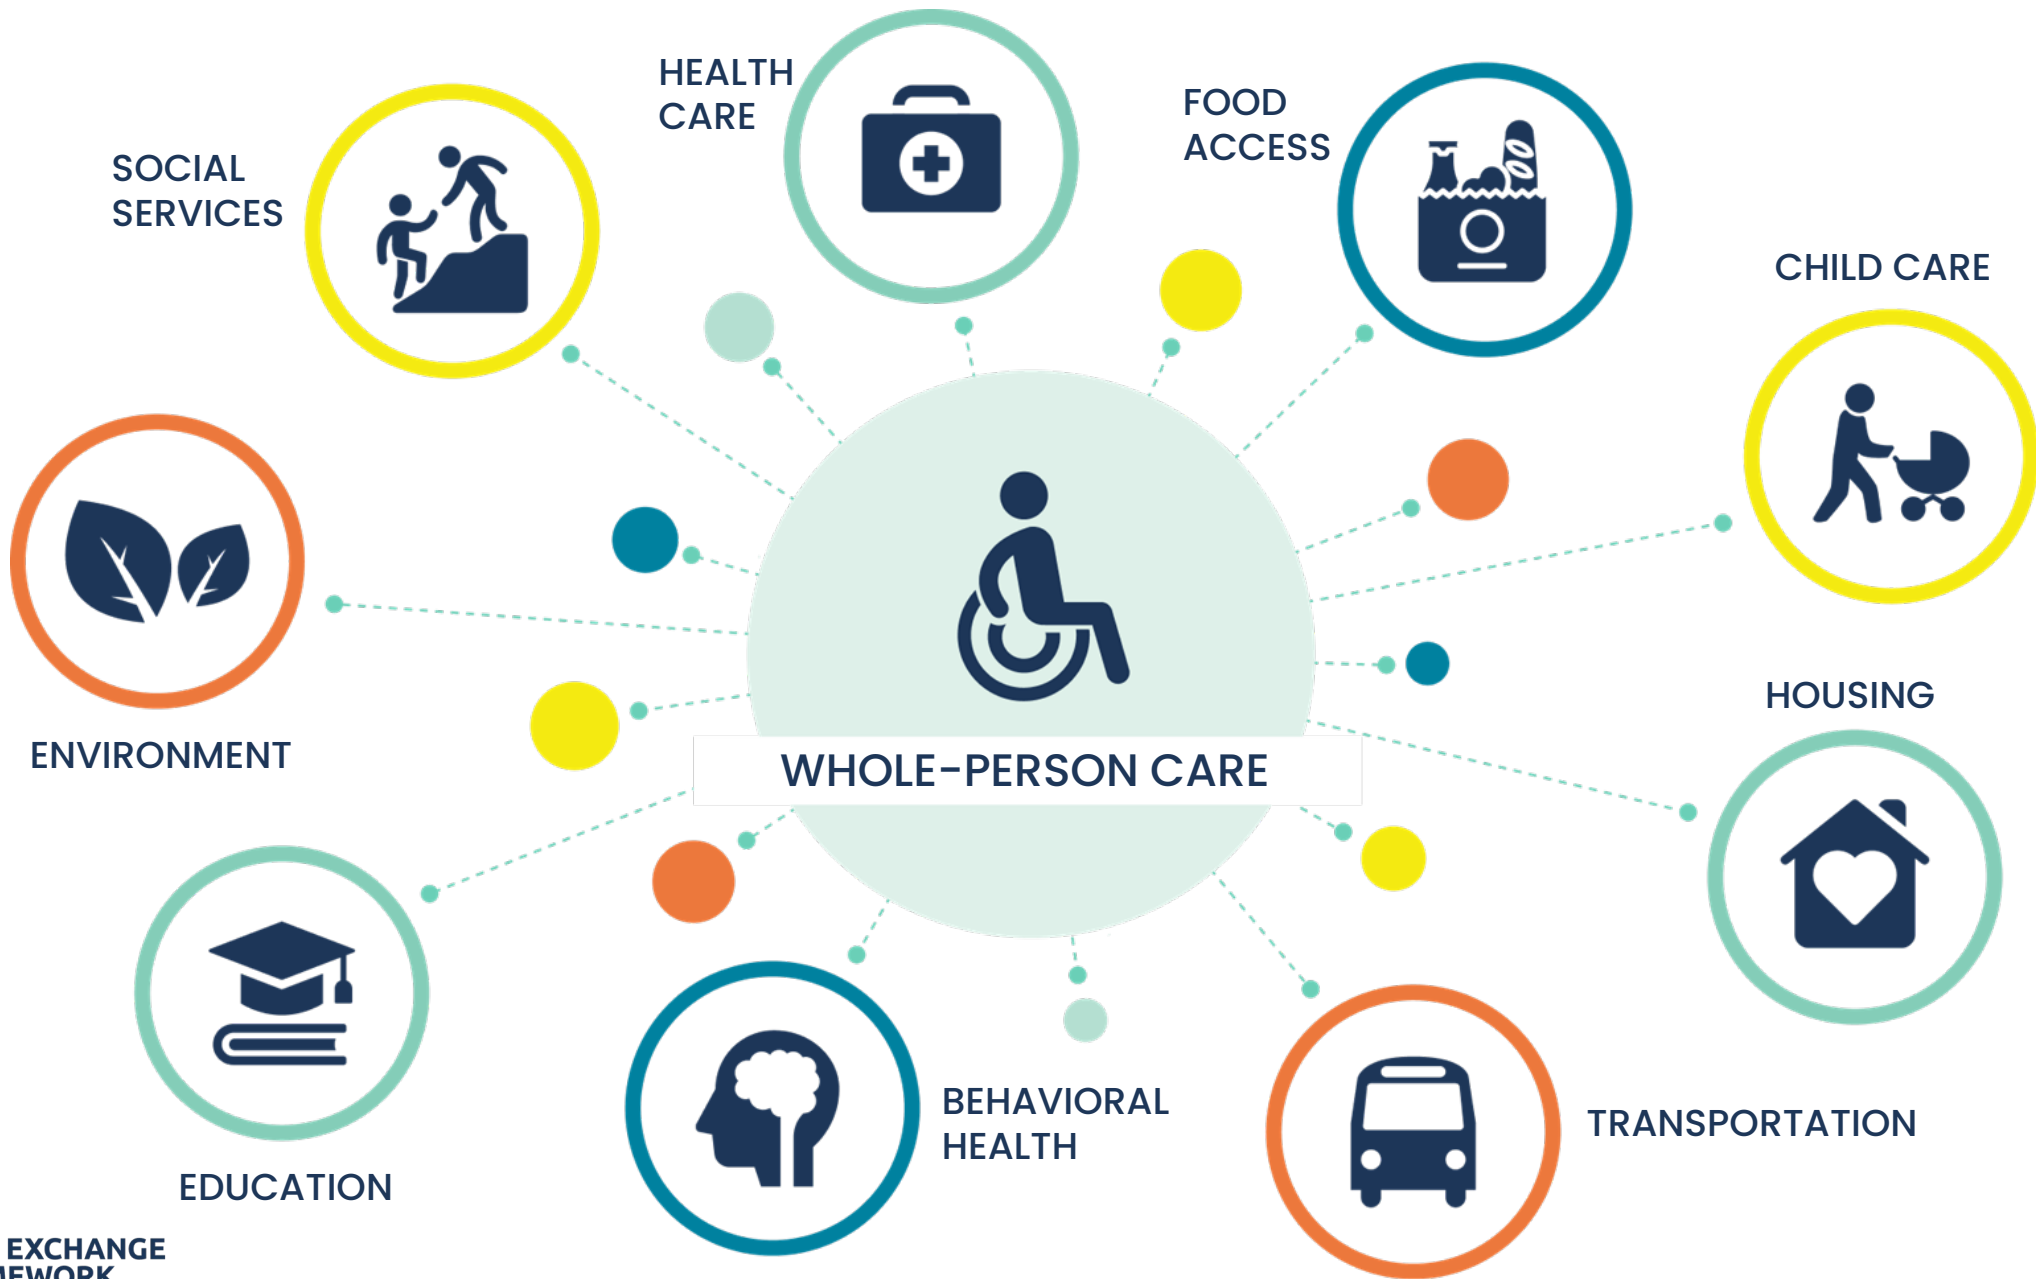 HEALTH
CARE
FOOD
ACCESS
SOCIAL
SERVICES
CHILD CARE
ENVIRONMENT
HOUSING
WHOLE-PERSON CARE
BEHAVIORAL
HEALTH
TRANSPORTATION
EDUCATION
EXCHANGE